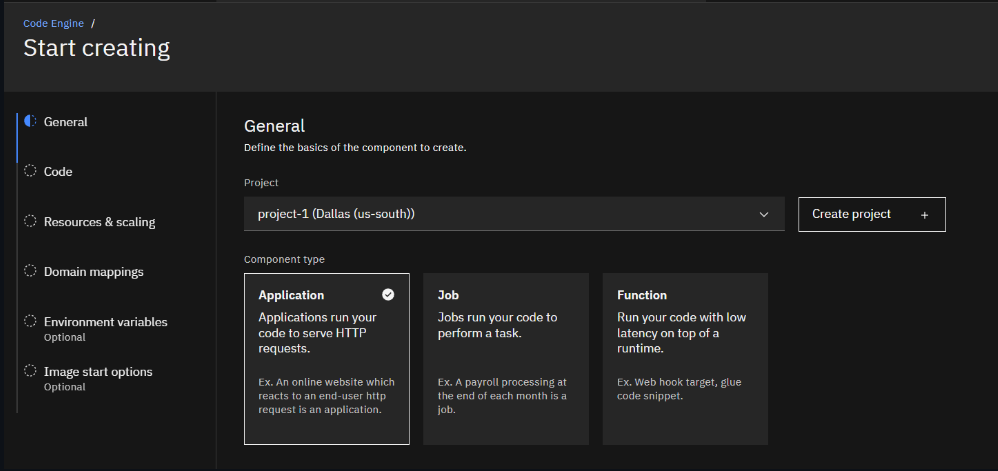 Code Engine /
Start creating
General
Code
Resources & scaling
Domain mappings
Environment variables
Optional
Image start options
Optional
General
Define the basics of the component to create.
Project
project-1 (Dallas (us-south))
Create project +
Component type
Application
Applications run your
code to serve HTTP
requests.
Ex. An online website which
reacts to an end-user http
request is an application.
Job
Jobs run your code to
perform a task.
Ex. A payroll processing at
the end of each month is a
job.
Function
Run your code with low
latency on top of a
runtime.
Ex. Web hook target, glue
code snippet.